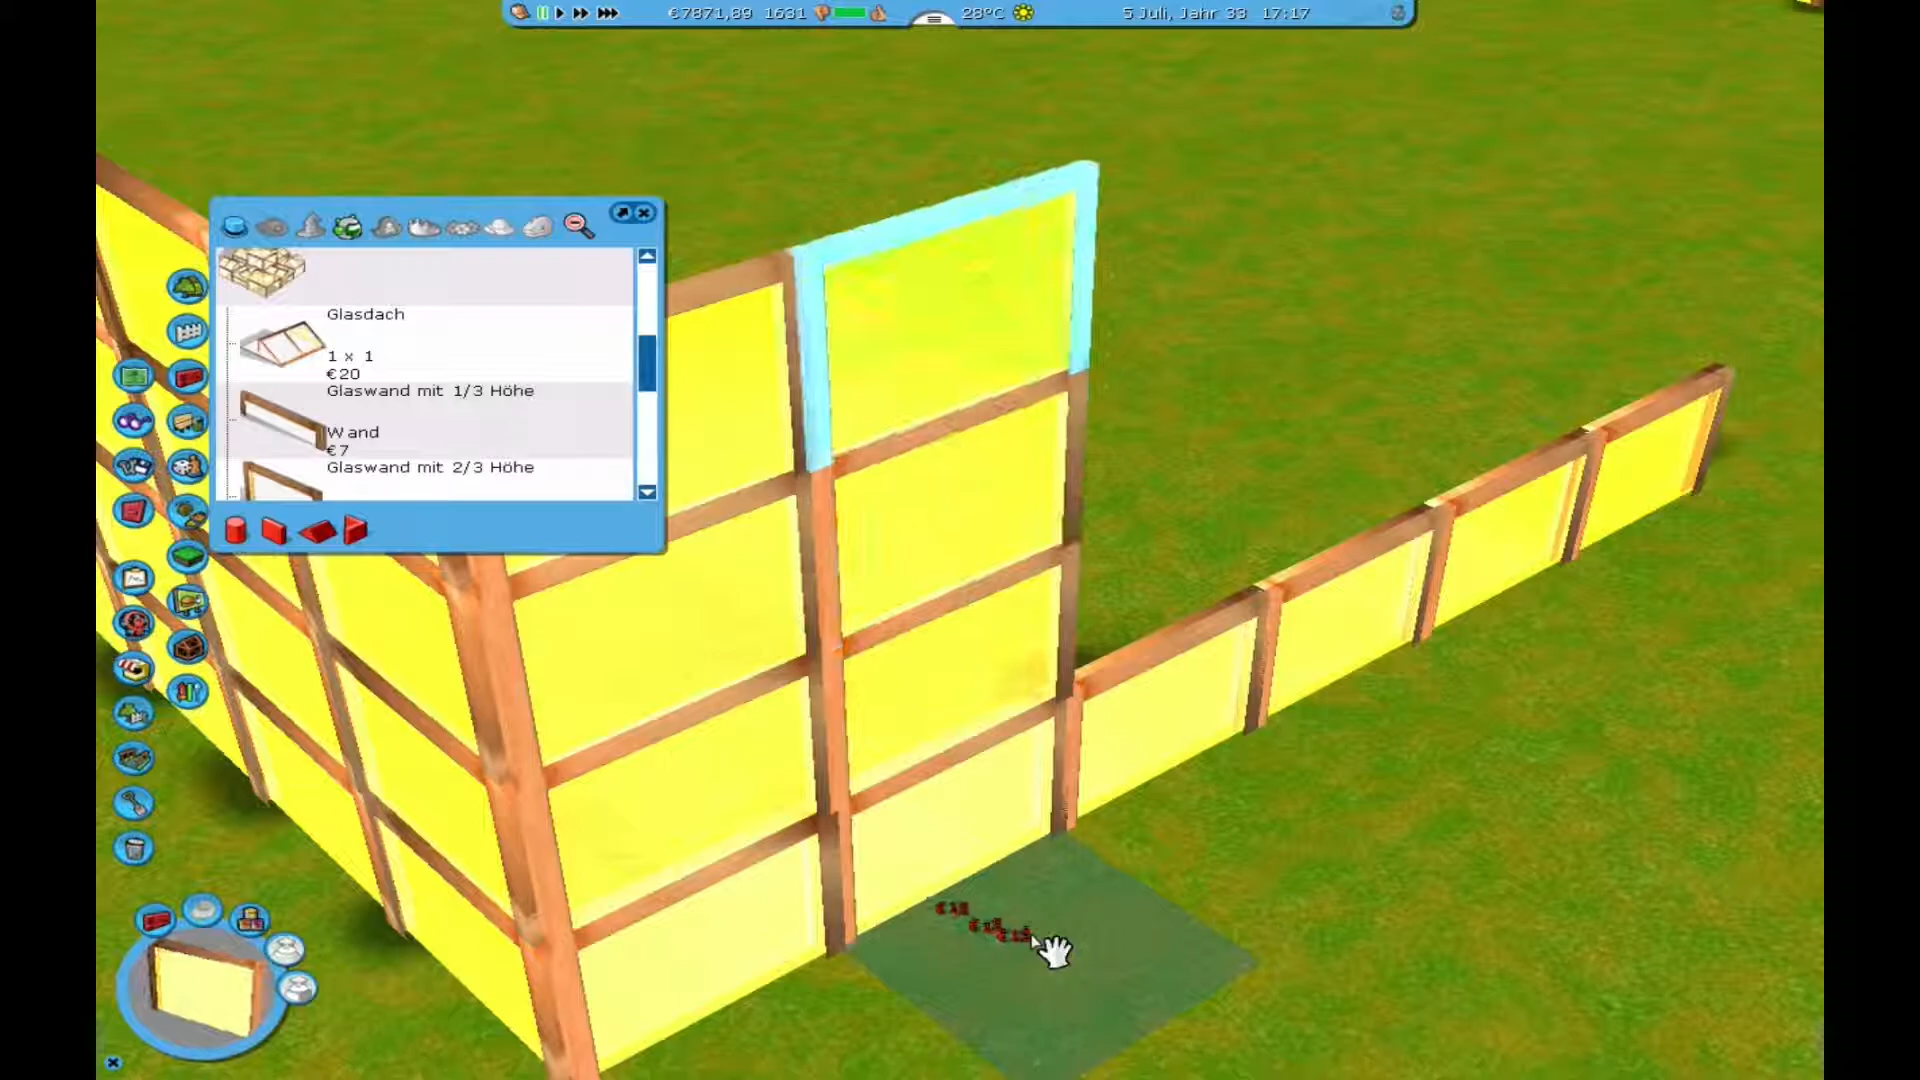 €7871,89 1631 28°C 5 Juli, Jahr 33 17:17
Glasdach
1 x 1
€20
Glaswand mit 1/3 Höhe
Wand
€7
Glaswand mit 2/3 Höhe